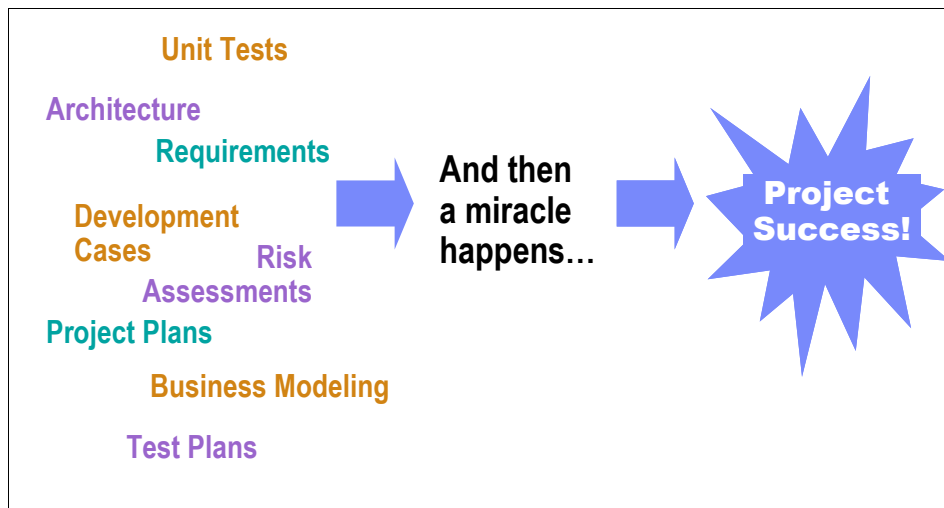 Unit Tests
Architecture
Requirements
Development
Cases
Risk
Assessments
Project Plans
Business Modeling
Test Plans
And then
a miracle
happens…
Project
Success!